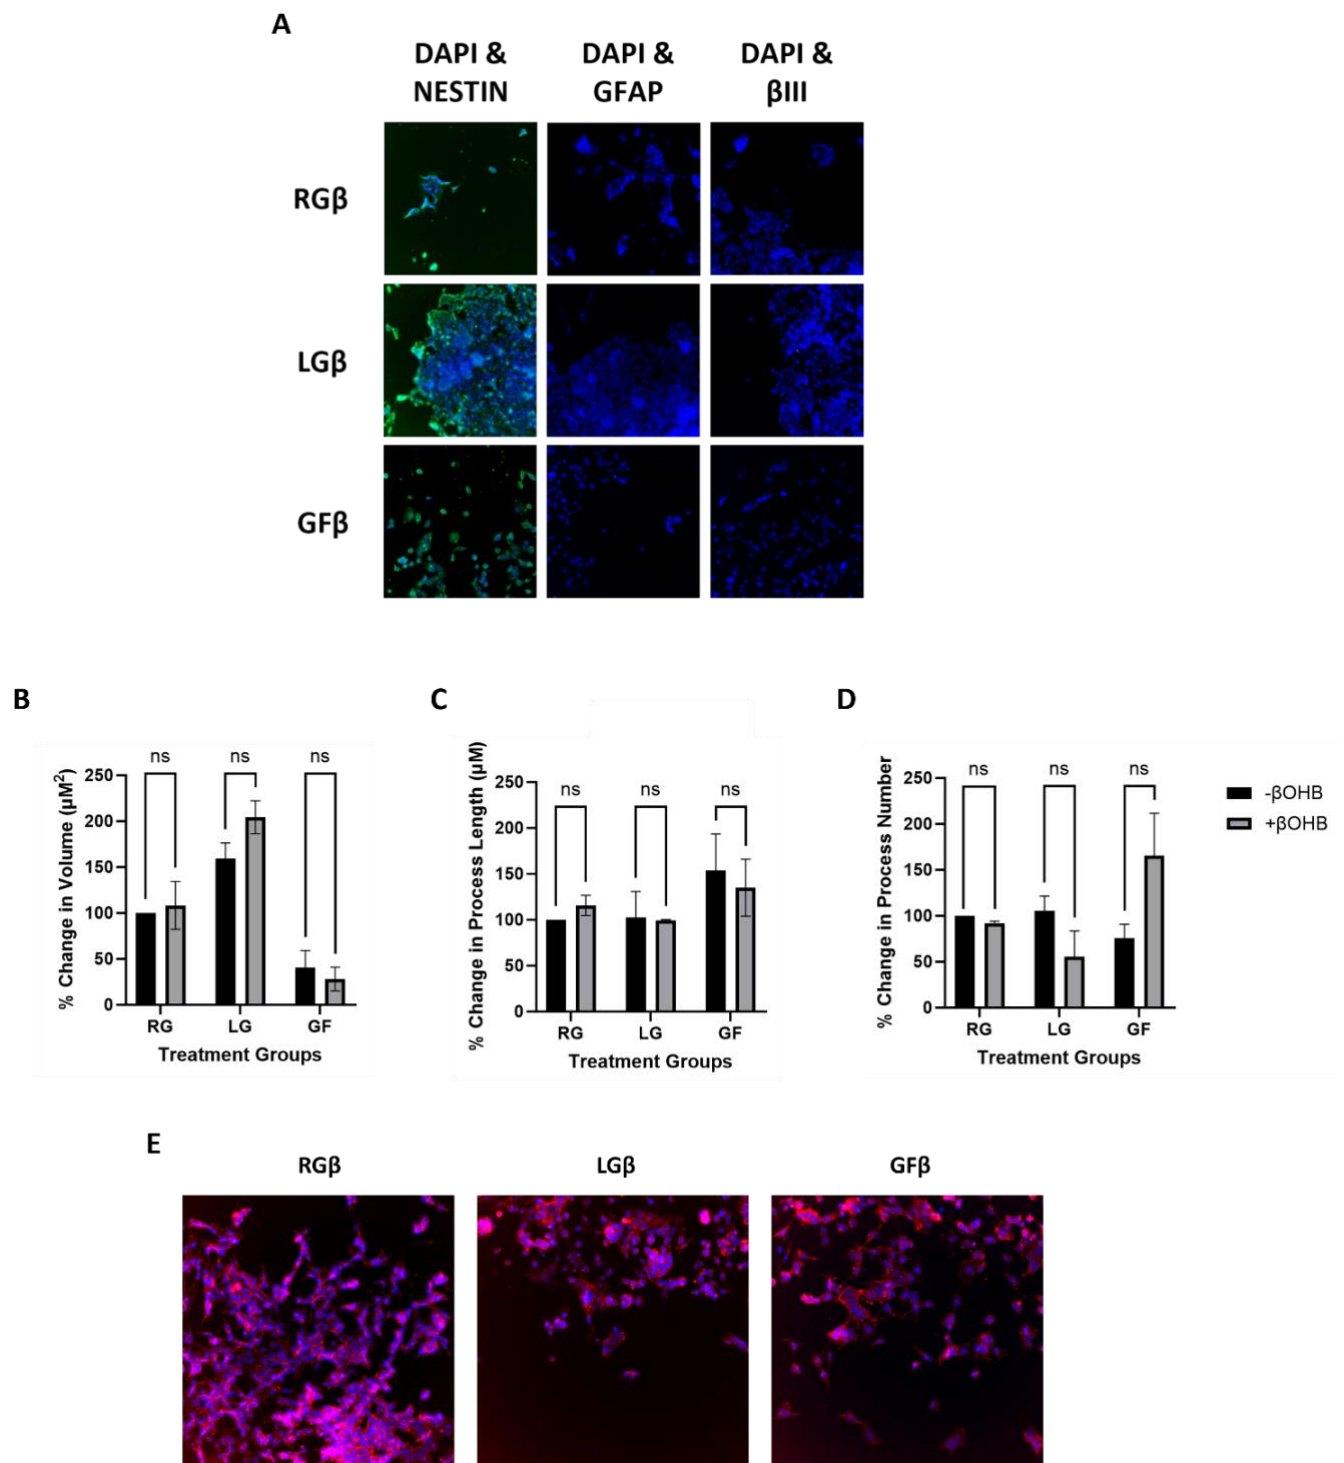 A
DAPI &
NESTIN
DAPI &
GFAP
DAPI &
βIII
RGβ
LGβ
GFβ
B
% Change in Volume (µM²)
250
200
150
100
50
0
ns
ns
ns
RG
LG
GF
Treatment Groups
C
% Change in Process Length (µM)
250
200
150
100
50
0
ns
ns
ns
RG
LG
GF
Treatment Groups
D
% Change in Process Number
250
200
150
100
50
0
ns
ns
ns
RG
LG
GF
Treatment Groups
-βOHB
+βOHB
E
RGβ
LGβ
GFβ